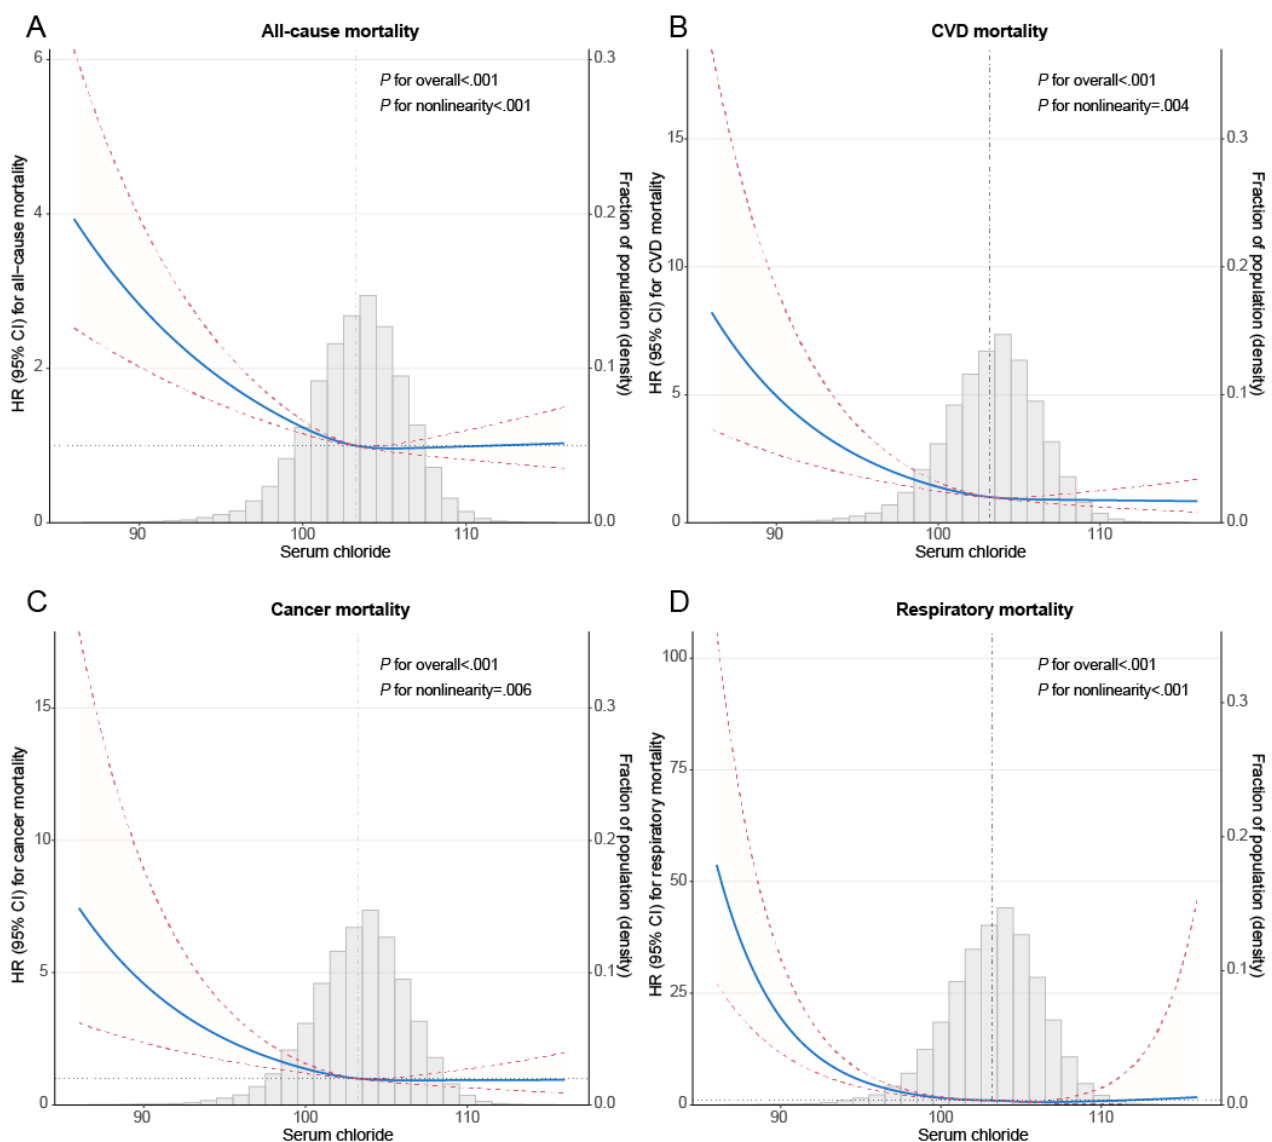 A
All-cause mortality
P for overall<.001
P for nonlinearity<.001
HR (95% CI) for all−cause mortality
6
4
2
0
0.3
0.2
0.1
0.0
Fraction of population (density)
90
100
110
Serum chloride
B
CVD mortality
P for overall<.001
P for nonlinearity=.004
HR (95% CI) for CVD mortality
15
10
5
0
0.3
0.2
0.1
0.0
Fraction of population (density)
90
100
110
Serum chloride
C
Cancer mortality
P for overall<.001
P for nonlinearity=.006
HR (95% CI) for cancer mortality
15
10
5
0
0.3
0.2
0.1
0.0
Fraction of population (density)
90
100
110
Serum chloride
D
Respiratory mortality
P for overall<.001
P for nonlinearity<.001
HR (95% CI) for respiratory mortality
100
75
50
25
0
0.3
0.2
0.1
0.0
Fraction of population (density)
90
100
110
Serum chloride